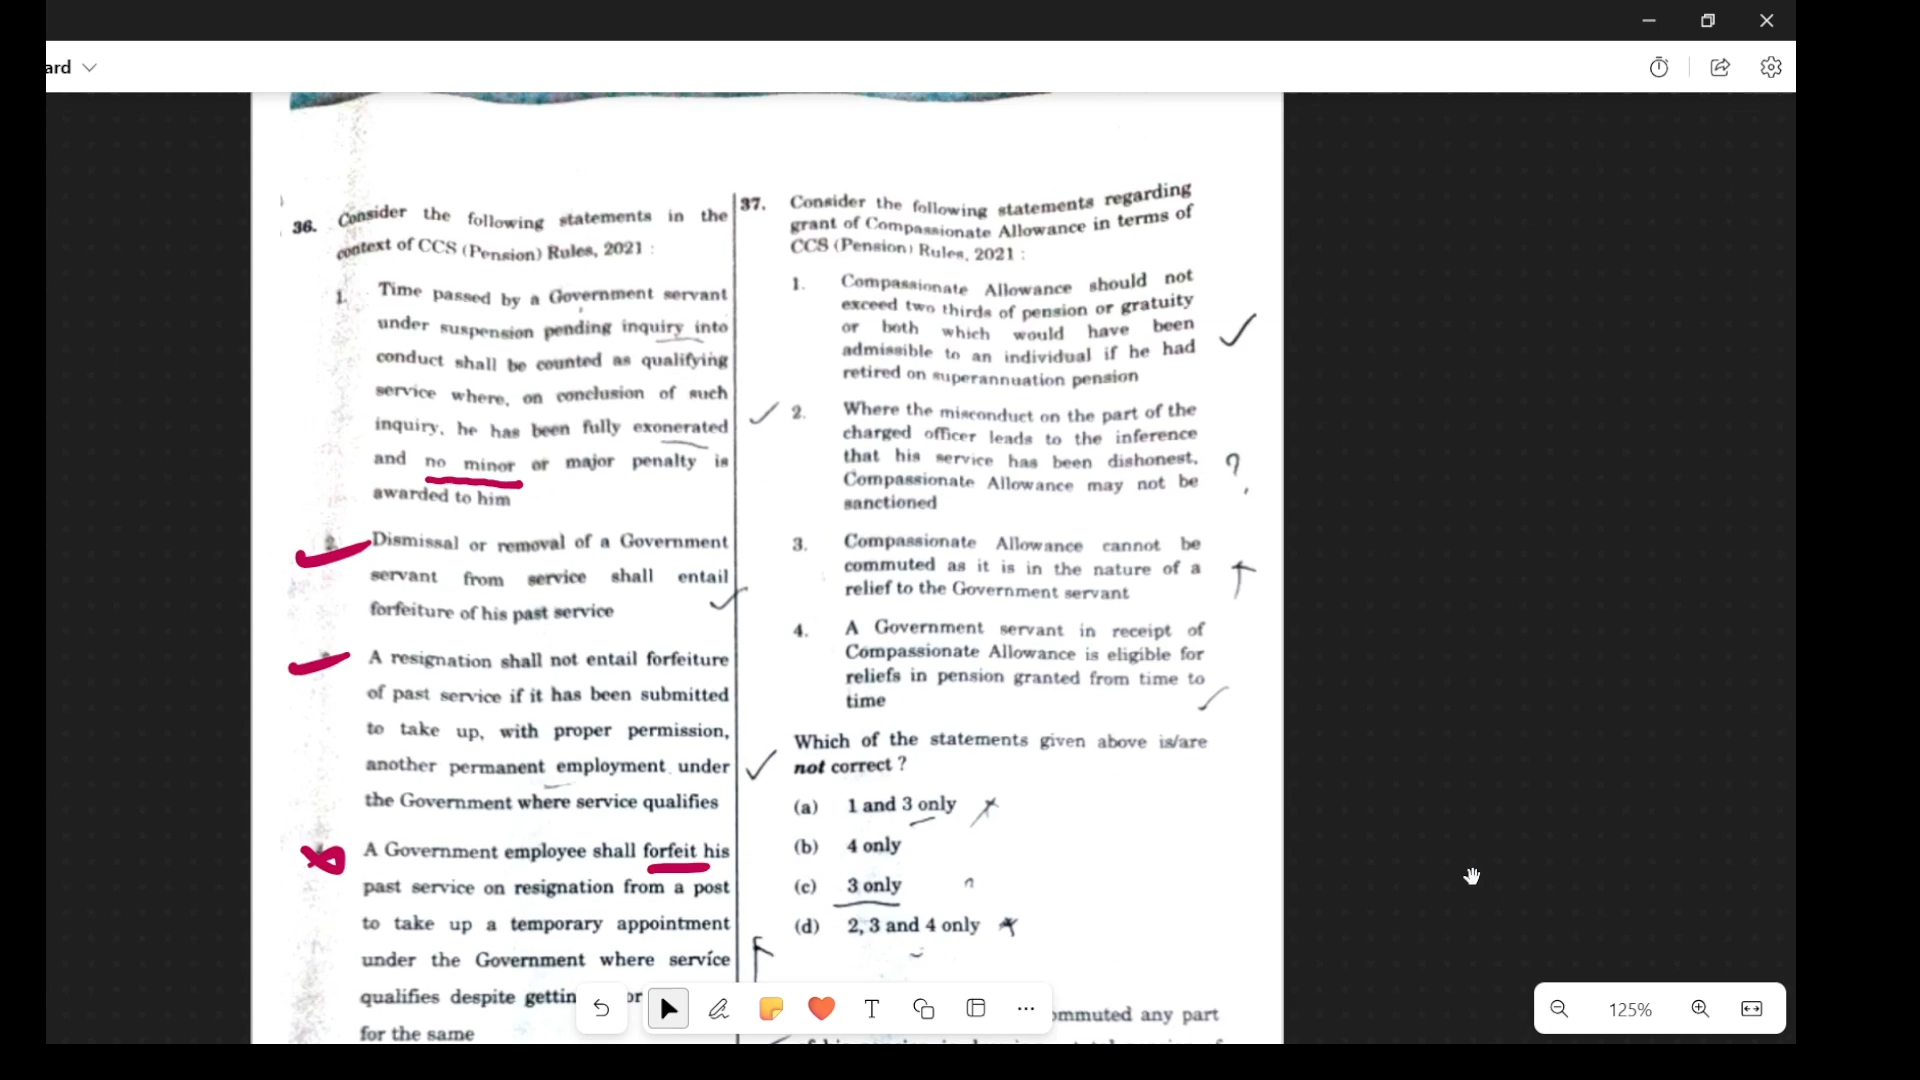 ard
36. Consider the following statements in the
context of CCS (Pension) Rules, 2021 :
1. Time passed by a Government servant
under suspension pending inquiry into
conduct shall be counted as qualifying
service where, on conclusion of such
inquiry, he has been fully exonerated
and no minor or major penalty is
awarded to him
Dismissal or removal of a Government
servant from service shall entail
forfeiture of his past service
A resignation shall not entail forfeiture
of past service if it has been submitted
to take up, with proper permission,
another permanent employment under
the Government where service qualifies
A Government employee shall forfeit his
past service on resignation from a post
to take up a temporary appointment
under the Government where service
qualifies despite
for the same
37. Consider the following statements regarding
grant of Compassionate Allowance in terms of
CCS (Pension) Rules, 2021 :
1. Compassionate Allowance should not
exceed two thirds of pension or gratuity
or both which would have been
admissible to an individual if he had
retired on superannuation pension
2. Where the misconduct on the part of the
charged officer leads to the inference
that his service has been dishonest,
Compassionate Allowance may not be
sanctioned
?
3. Compassionate Allowance cannot be
commuted as it is in the nature of a
relief to the Government servant
4. A Government servant in receipt of
Compassionate Allowance is eligible for
reliefs in pension granted from time to
time
Which of the statements given above is/are
not correct ?
(a) 1 and 3 only
(b) 4 only
(c) 3 only
(d) 2, 3 and 4 only
any part
125%